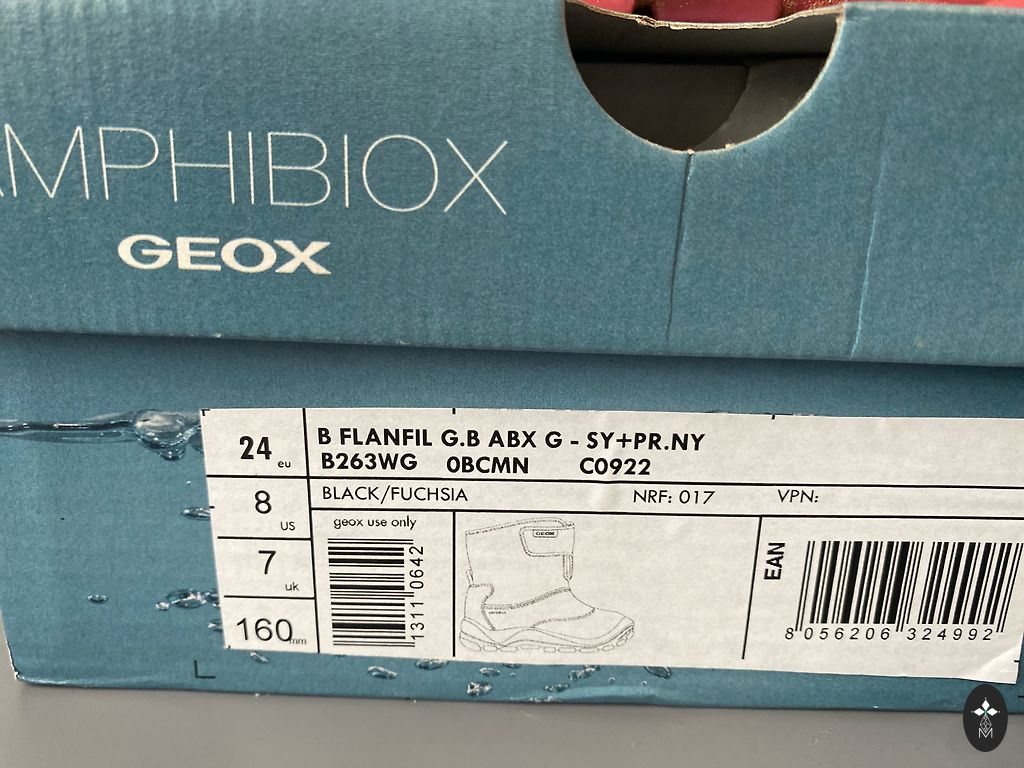 AMPHIBIOX
GEOX
24 eu
B FLANFIL G.B ABX G - SY+PR.NY
B263WG 0BCMN C0922
8 US
BLACK/FUCHSIA NRF: 017 VPN:
7 uk
160 mm
geox use only
1311 0642
GEOX
EAN
8 056206 324992
M